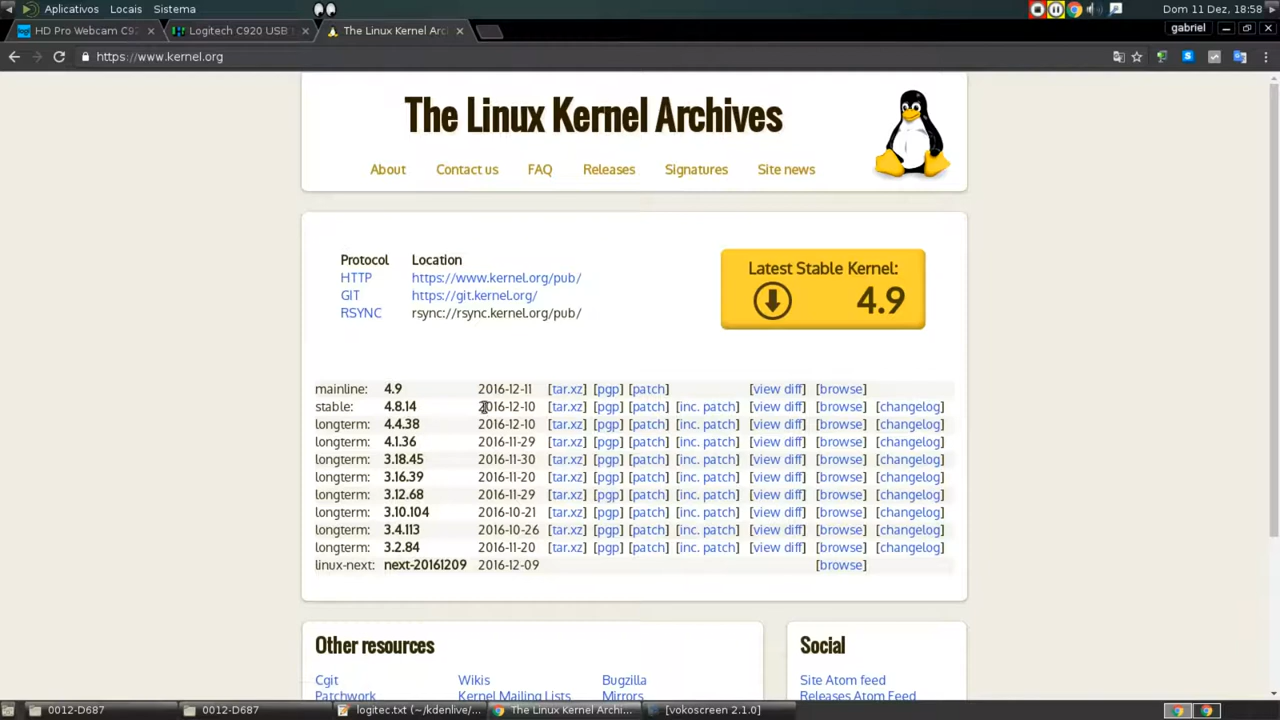 Aplicativos Locais Sistema Dom 11 Dez, 18:58
HD Pro Webcam C92 Logitech C920 USB The Linux Kernel Arc gabriel
https://www.kernel.org
The Linux Kernel Archives
About Contact us FAQ Releases Signatures Site news
Protocol Location
HTTP https://www.kernel.org/pub/
GIT https://git.kernel.org/
RSYNC rsync://rsync.kernel.org/pub/
Latest Stable Kernel:
4.9
mainline: 4.9 2016-12-11 [tar.xz] [pgp] [patch] [view diff] [browse]
stable: 4.8.14 2016-12-10 [tar.xz] [pgp] [patch] [inc. patch] [view diff] [browse] [changelog]
longterm: 4.4.38 2016-12-10 [tar.xz] [pgp] [patch] [inc. patch] [view diff] [browse] [changelog]
longterm: 4.1.36 2016-11-29 [tar.xz] [pgp] [patch] [inc. patch] [view diff] [browse] [changelog]
longterm: 3.18.45 2016-11-30 [tar.xz] [pgp] [patch] [inc. patch] [view diff] [browse] [changelog]
longterm: 3.16.39 2016-11-20 [tar.xz] [pgp] [patch] [inc. patch] [view diff] [browse] [changelog]
longterm: 3.12.68 2016-11-29 [tar.xz] [pgp] [patch] [inc. patch] [view diff] [browse] [changelog]
longterm: 3.10.104 2016-10-21 [tar.xz] [pgp] [patch] [inc. patch] [view diff] [browse] [changelog]
longterm: 3.4.113 2016-10-26 [tar.xz] [pgp] [patch] [inc. patch] [view diff] [browse] [changelog]
longterm: 3.2.84 2016-11-20 [tar.xz] [pgp] [patch] [inc. patch] [view diff] [browse] [changelog]
linux-next: next-20161209 2016-12-09 [browse]
Other resources Social
Cgit Wikis Bugzilla Site Atom feed
Patchwork Kernel Mailing Lists Mirrors Releases Atom Feed
0012-D687 0012-D687 logitec.txt (~/kdenlive/... The Linux Kernel Archi... [vokoscreen 2.1.0]